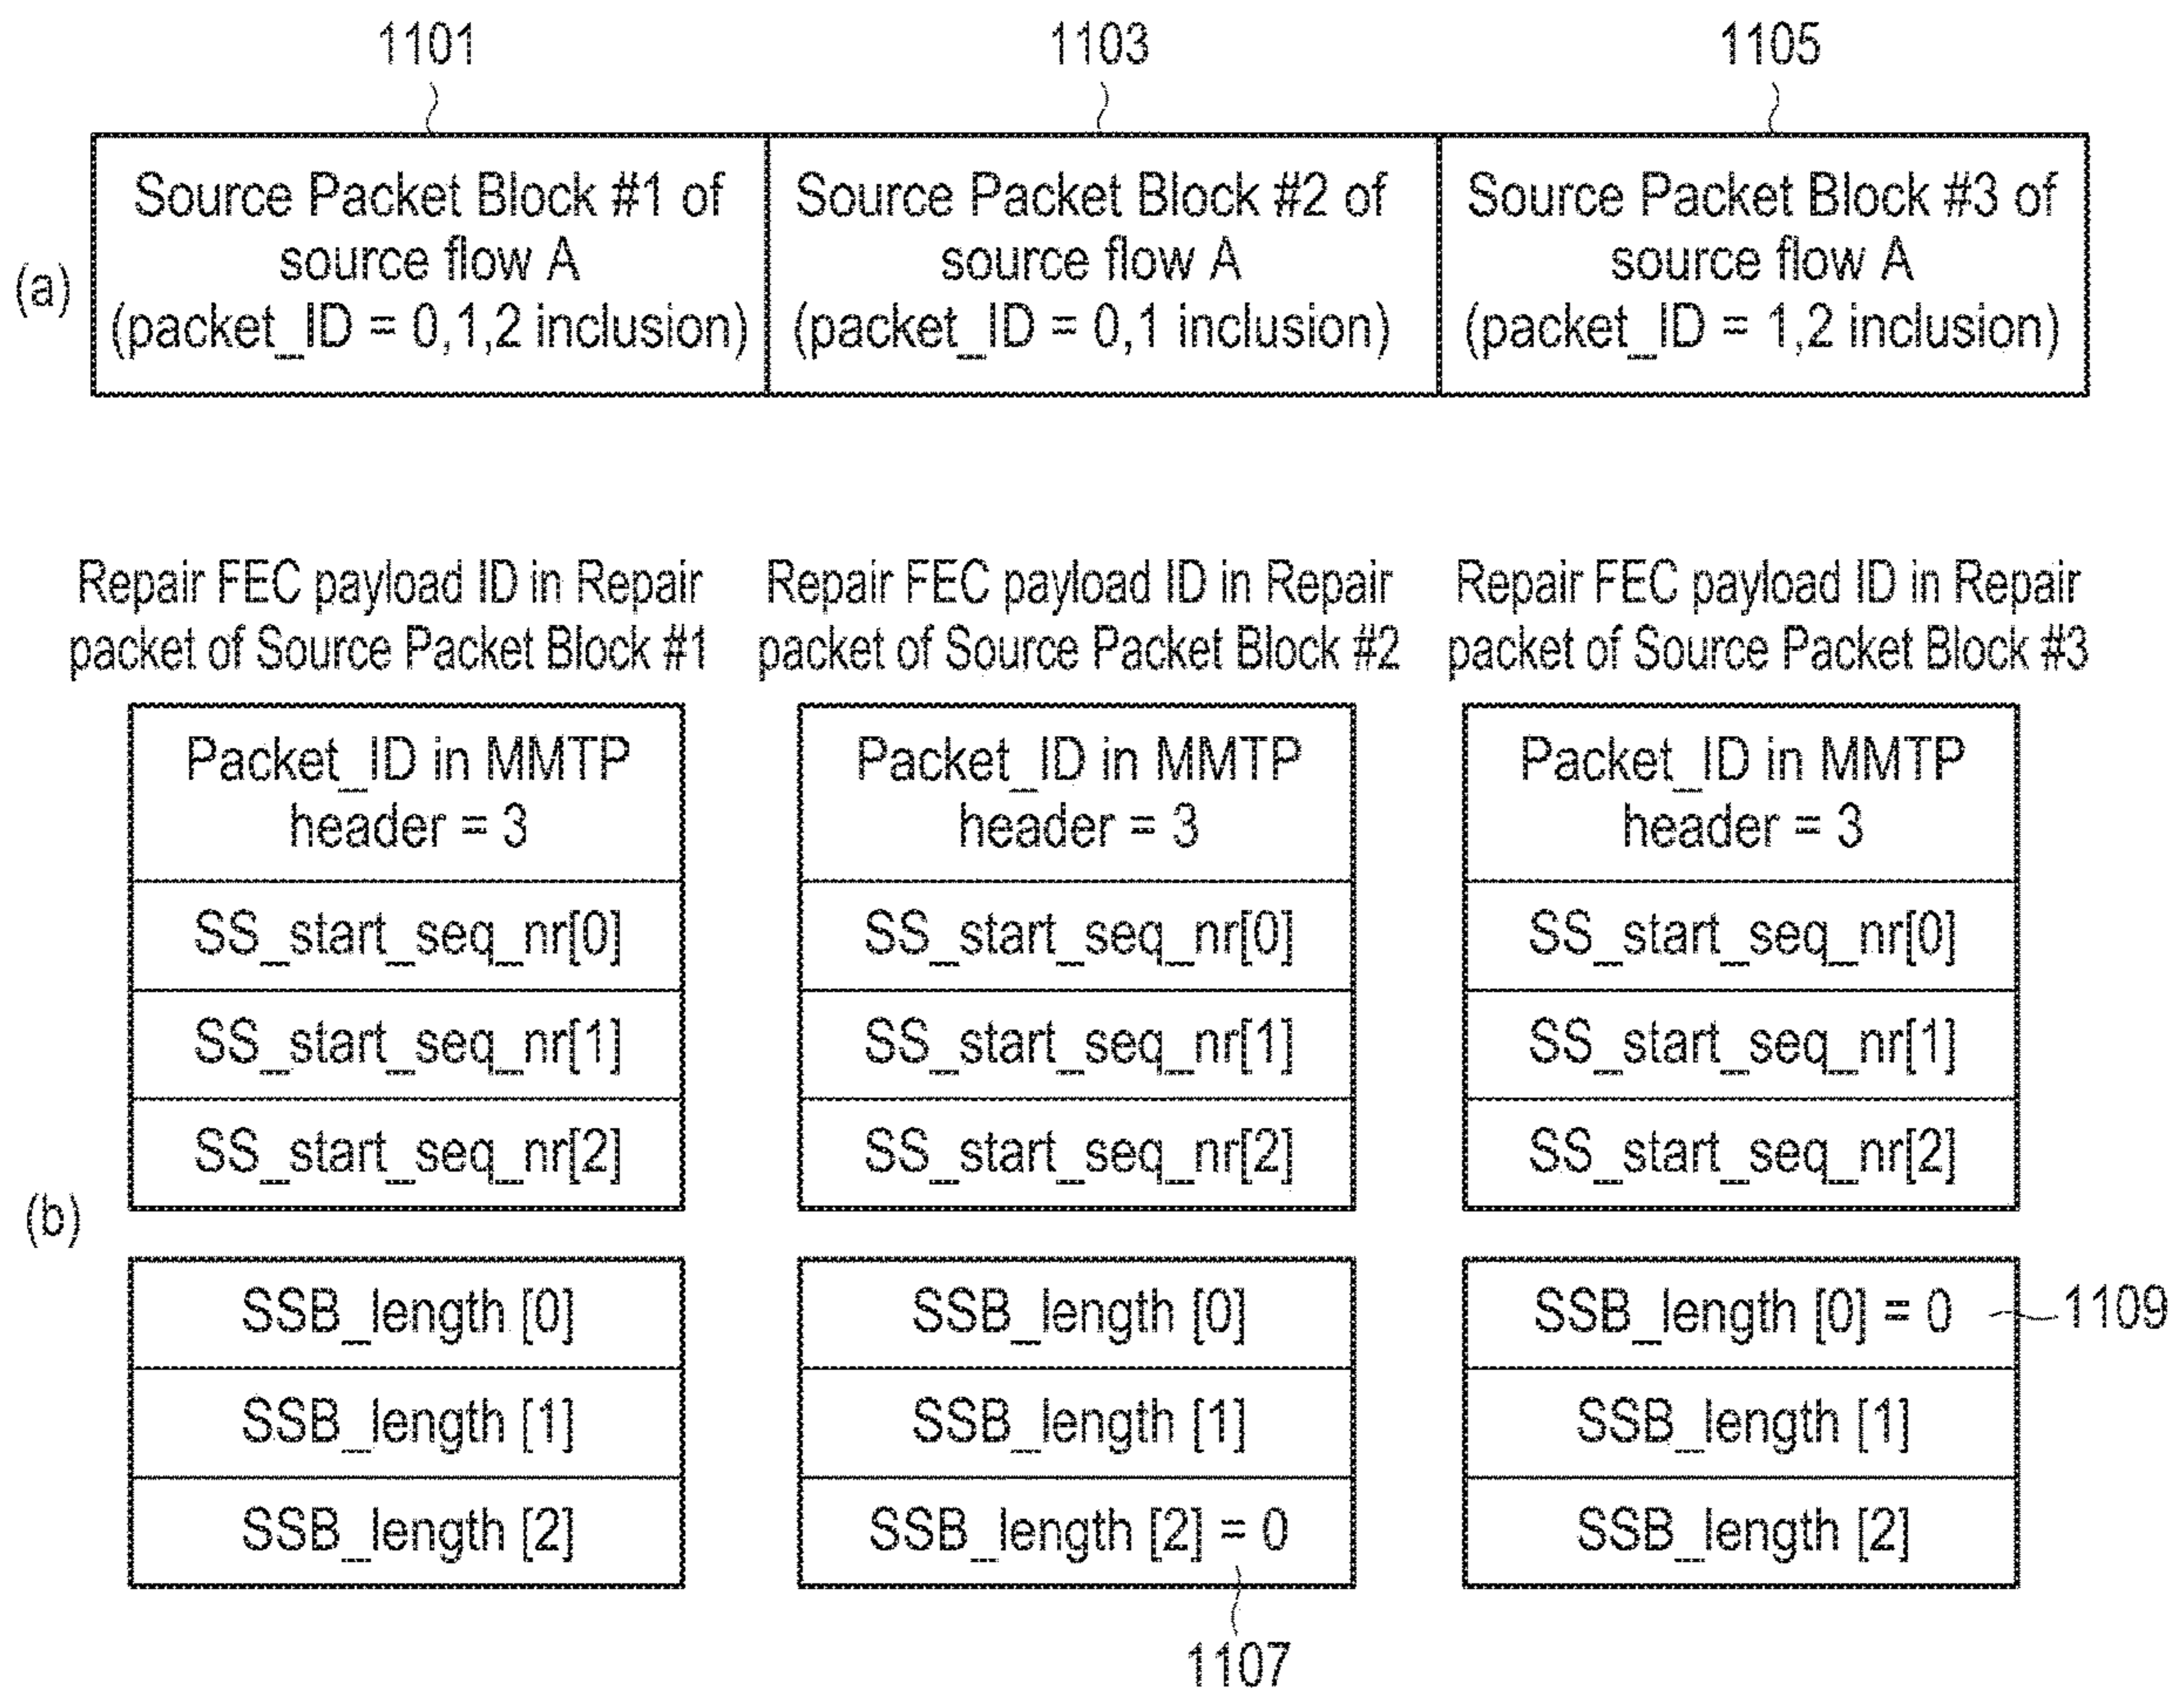 1101
1103
1105
(a)
Source Packet Block #1 of
source flow A
(packet_ID = 0,1,2 inclusion)
Source Packet Block #2 of
source flow A
(packet_ID = 0,1 inclusion)
Source Packet Block #3 of
source flow A
(packet_ID = 1,2 inclusion)
(b)
Repair FEC payload ID in Repair
packet of Source Packet Block #1
Packet_ID in MMTP
header = 3
SS_start_seq_nr[0]
SS_start_seq_nr[1]
SS_start_seq_nr[2]
SSB_length [0]
SSB_length [1]
SSB_length [2]
Repair FEC payload ID in Repair
packet of Source Packet Block #2
Packet_ID in MMTP
header = 3
SS_start_seq_nr[0]
SS_start_seq_nr[1]
SS_start_seq_nr[2]
SSB_length [0]
SSB_length [1]
SSB_length [2] = 0
1107
Repair FEC payload ID in Repair
packet of Source Packet Block #3
Packet_ID in MMTP
header = 3
SS_start_seq_nr[0]
SS_start_seq_nr[1]
SS_start_seq_nr[2]
SSB_length [0] = 0
1109
SSB_length [1]
SSB_length [2]